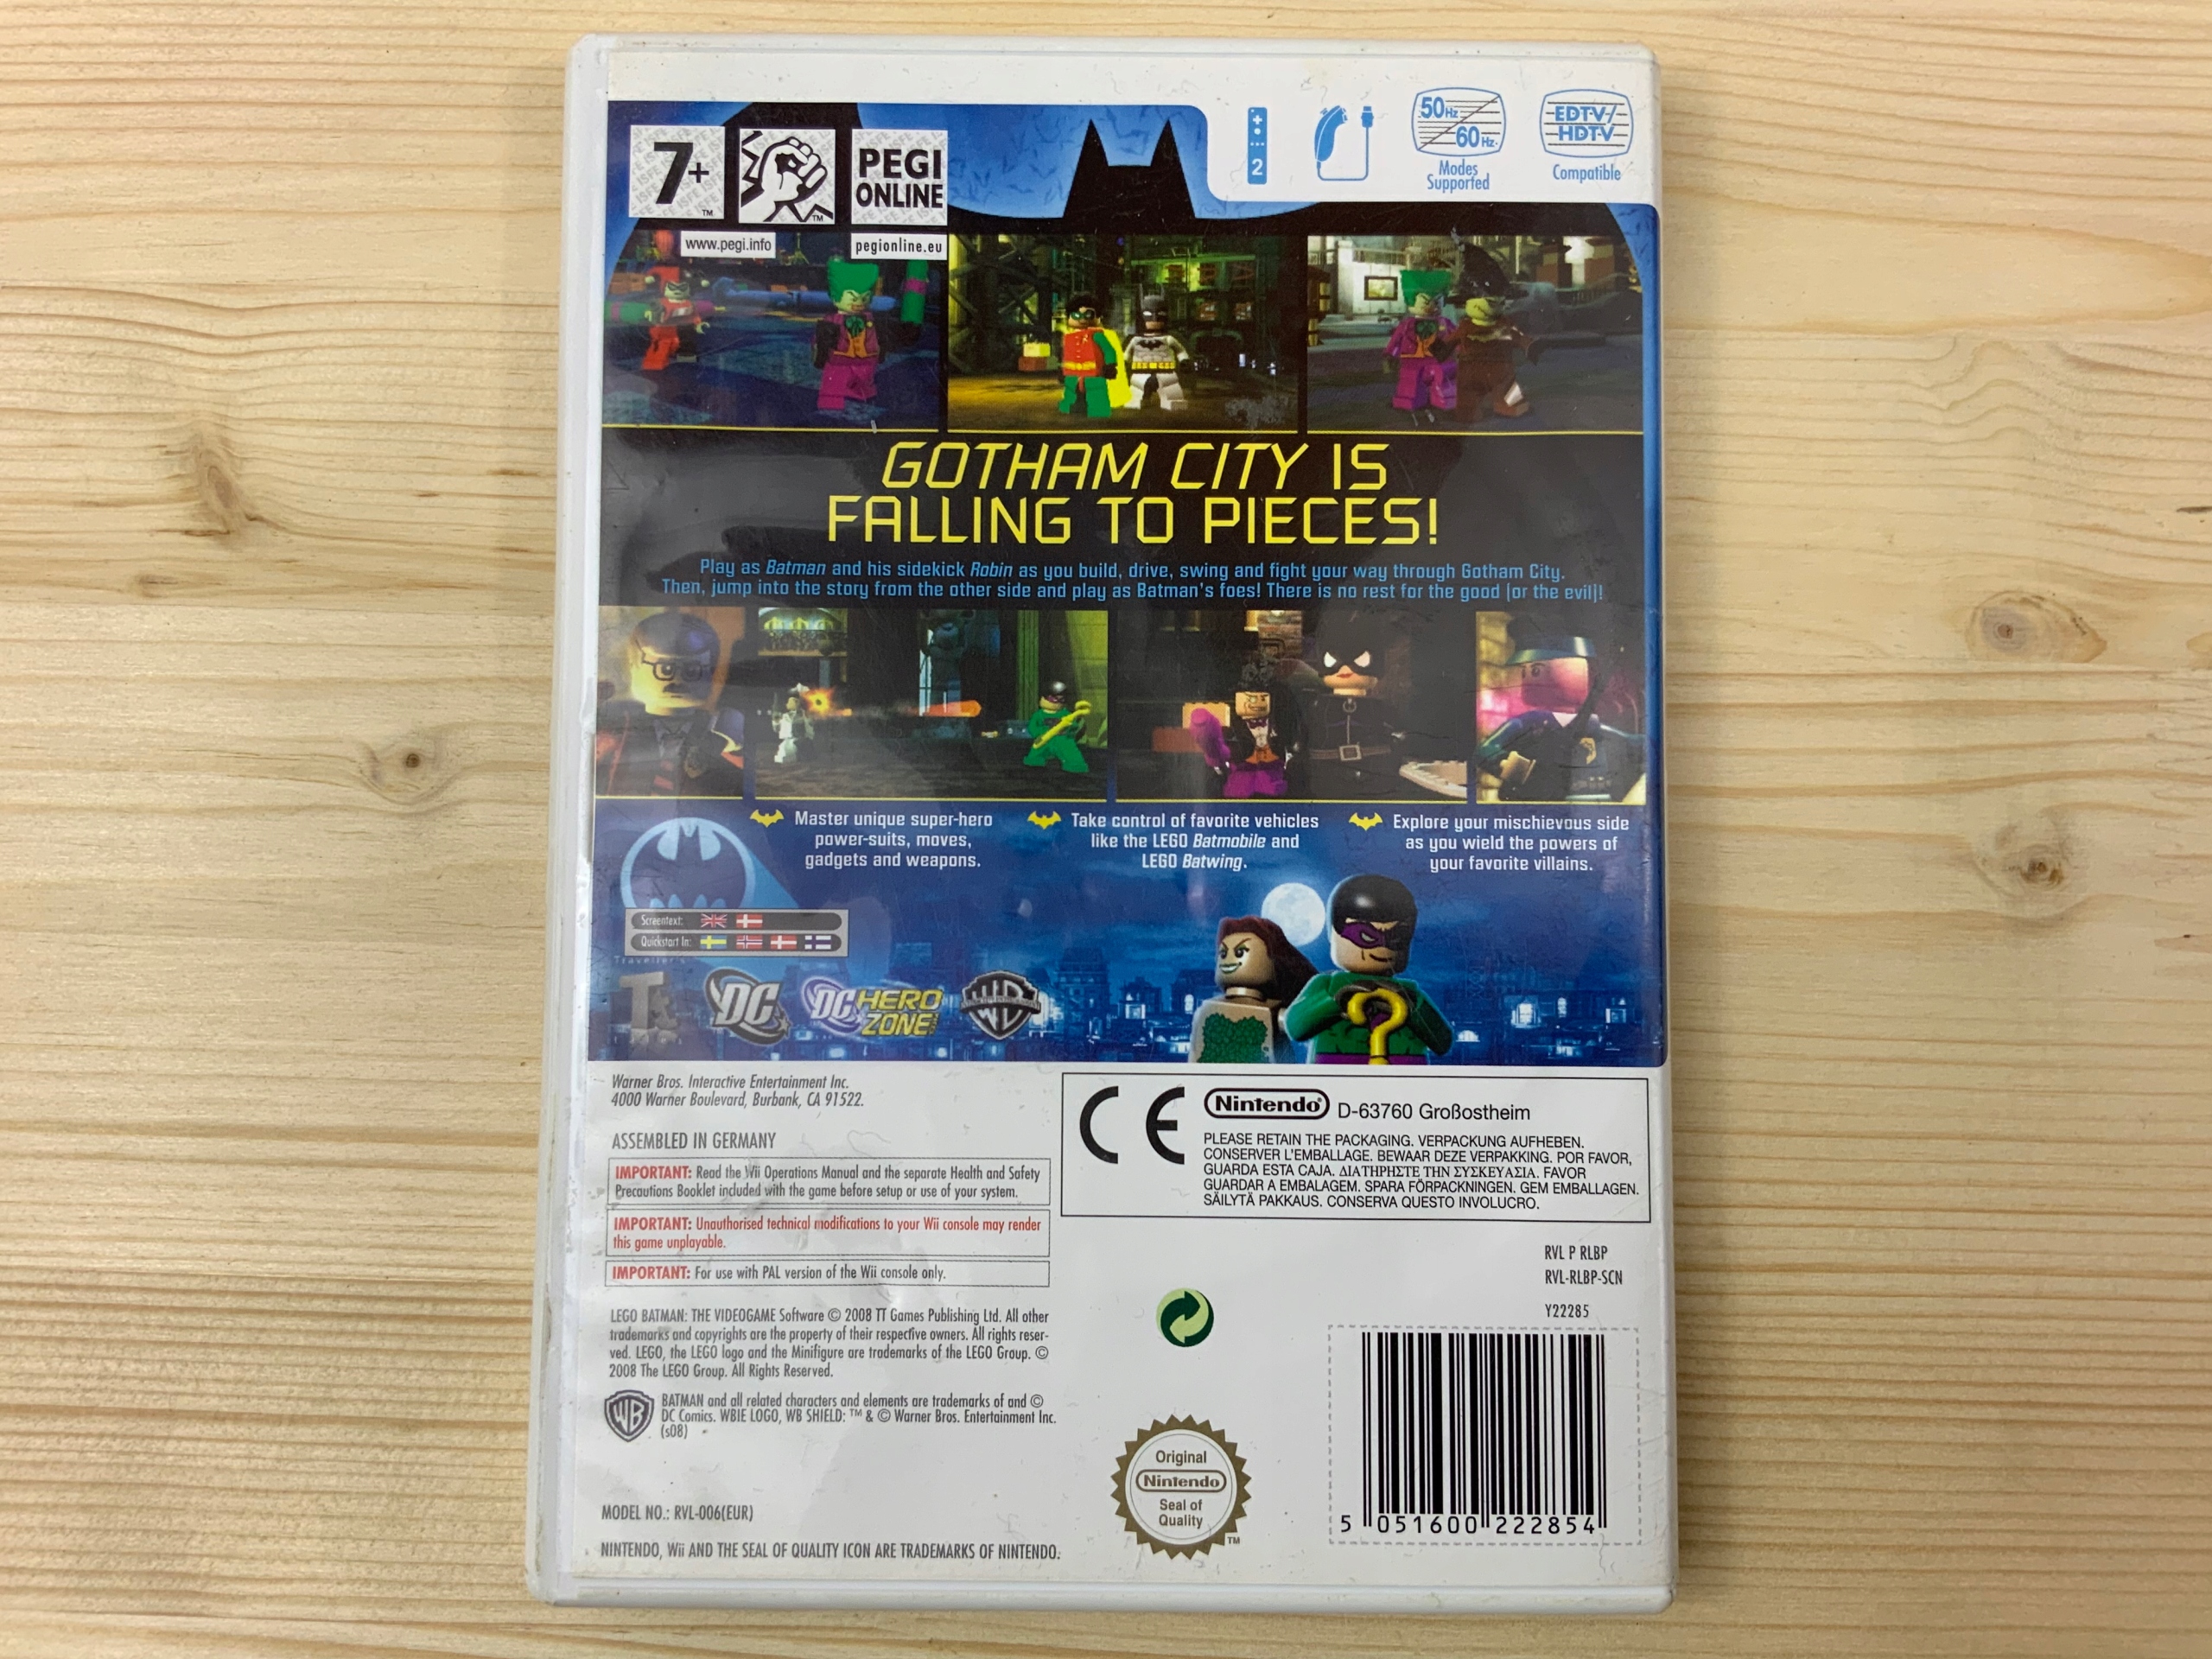 7+
TM
TM
PEGI
ONLINE
www.pegi.info
pegionline.eu
2
50Hz
60Hz
Modes
Supported
EDTV/
HDTV
Compatible
GOTHAM CITY IS
FALLING TO PIECES!
Play as Batman and his sidekick Robin as you build, drive, swing and fight your way through Gotham City.
Then, jump into the story from the other side and play as Batman's foes! There is no rest for the good (or the evil)!
Master unique super-hero
power-suits, moves,
gadgets and weapons.
Take control of favorite vehicles
like the LEGO Batmobile and
LEGO Batwing.
Explore your mischievous side
as you wield the powers of
your favorite villains.
Screentext:
Quickstart In:
Traveller's
DC
DC HERO
ZONE
WB
Warner Bros. Interactive Entertainment Inc.
4000 Warner Boulevard, Burbank, CA 91522.
ASSEMBLED IN GERMANY
IMPORTANT: Read the Wii Operations Manual and the separate Health and Safety
Precautions Booklet included with the game before setup or use of your system.
IMPORTANT: Unauthorised technical modifications to your Wii console may render
this game unplayable.
IMPORTANT: For use with PAL version of the Wii console only.
LEGO BATMAN: THE VIDEOGAME Software © 2008 TT Games Publishing Ltd. All other
trademarks and copyrights are the property of their respective owners. All rights reser-
ved. LEGO, the LEGO logo and the Minifigure are trademarks of the LEGO Group. ©
2008 The LEGO Group. All Rights Reserved.
WB
BATMAN and all related characters and elements are trademarks of and ©
DC Comics. WBIE LOGO, WB SHIELD: ™ & © Warner Bros. Entertainment Inc.
(s08)
MODEL NO.: RVL-006(EUR)
NINTENDO, Wii AND THE SEAL OF QUALITY ICON ARE TRADEMARKS OF NINTENDO.
CE
Nintendo® D-63760 Großostheim
PLEASE RETAIN THE PACKAGING. VERPACKUNG AUFHEBEN.
CONSERVER L'EMBALLAGE. BEWAAR DEZE VERPAKKING. POR FAVOR,
GUARDA ESTA CAJA. ΔΙΑΤΗΡΗΣΤΕ ΤΗΝ ΣΥΣΚΕΥΑΣΙΑ. FAVOR
GUARDAR A EMBALAGEM. SPARA FÖRPACKNINGEN. GEM EMBALLAGEN.
SÄILYTÄ PAKKAUS. CONSERVA QUESTO INVOLUCRO.
RVL P RLBP
RVL-RLBP-SCN
Y22285
Original
Nintendo
Seal of
Quality
TM
5 051600 222854